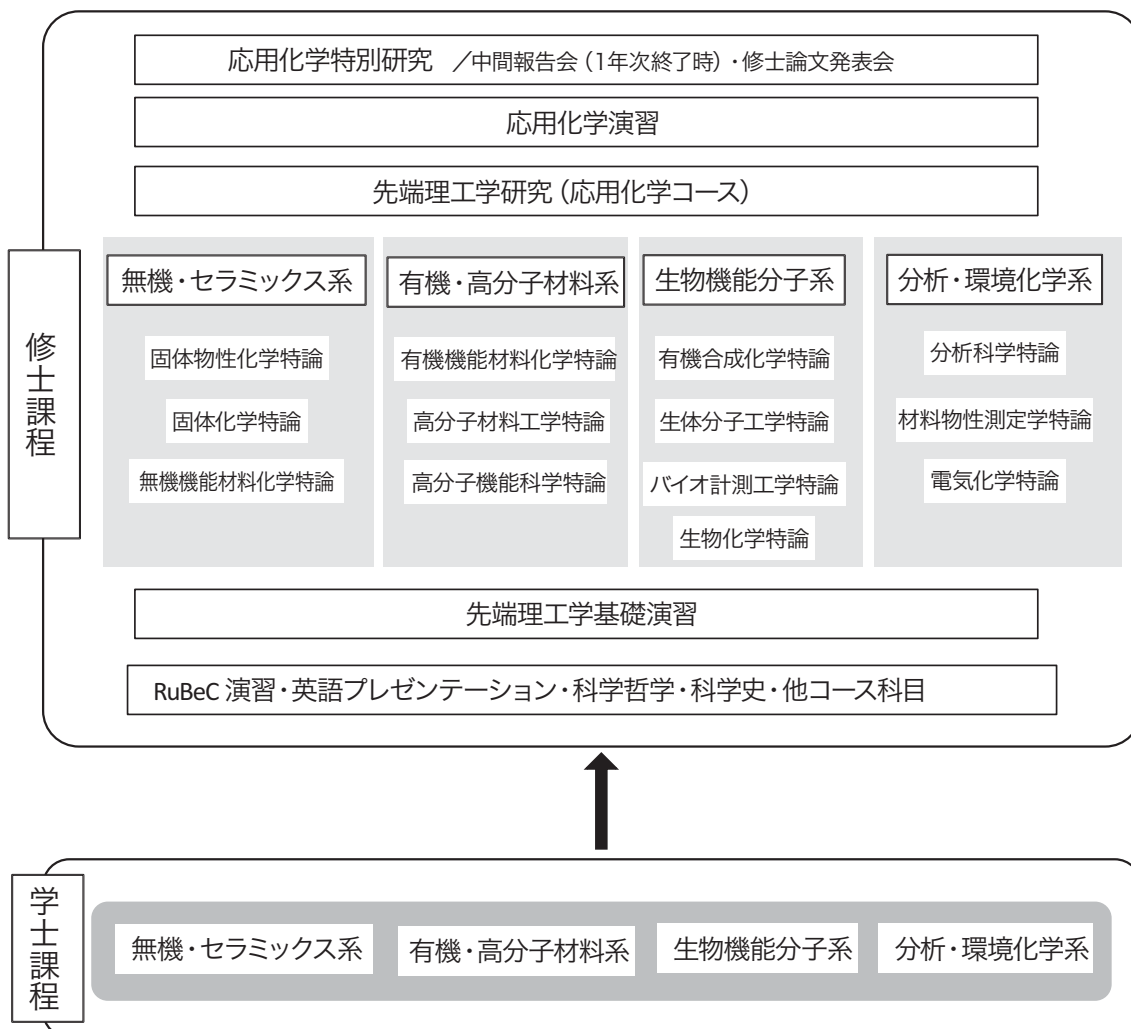 応用化学特別研究 ／中間報告会（1年次終了時）・修士論文発表会
応用化学演習
先端理工学研究（応用化学コース）
修士課程
無機・セラミックス系
固体物性化学特論
固体化学特論
無機機能材料化学特論
有機・高分子材料系
有機機能材料化学特論
高分子材料工学特論
高分子機能科学特論
生物機能分子系
有機合成化学特論
生体分子工学特論
バイオ計測工学特論
生物化学特論
分析・環境化学系
分析科学特論
材料物性測定学特論
電気化学特論
先端理工学基礎演習
RuBeC 演習・英語プレゼンテーション・科学哲学・科学史・他コース科目
学士課程
無機・セラミックス系
有機・高分子材料系
生物機能分子系
分析・環境化学系